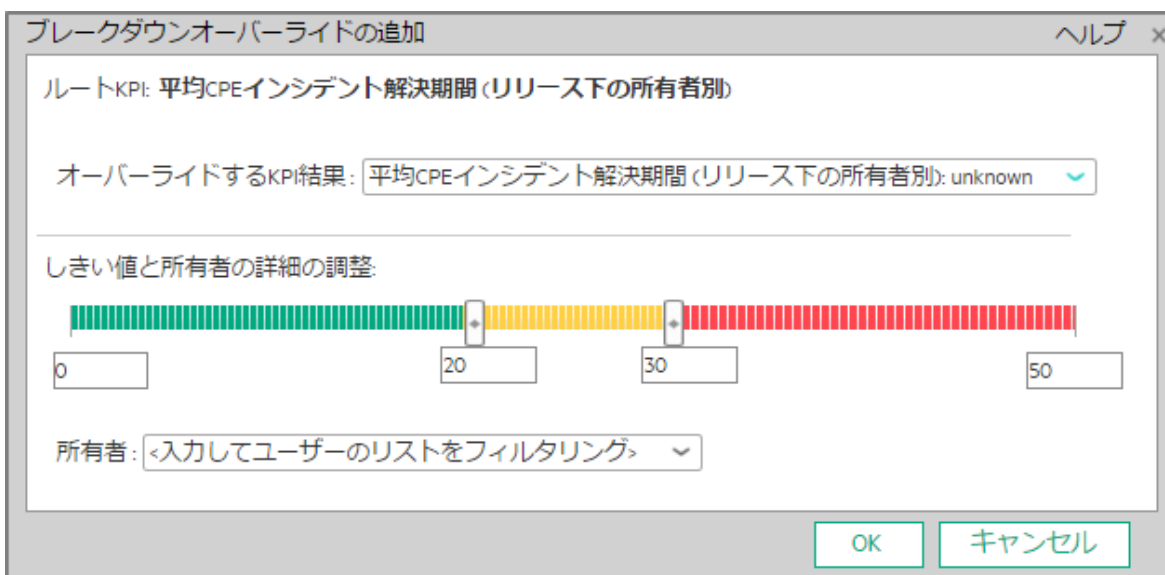 ブレークダウンオーバーライドの追加 ヘルプ ×
ルートKPI: 平均CPEインシデント解決期間 (リリース下の所有者別)
オーバーライドするKPI結果: 平均CPEインシデント解決期間 (リリース下の所有者別): unknown
しきい値と所有者の詳細の調整:
0 20 30 50
所有者: <入力してユーザーのリストをフィルタリング>
OK キャンセル